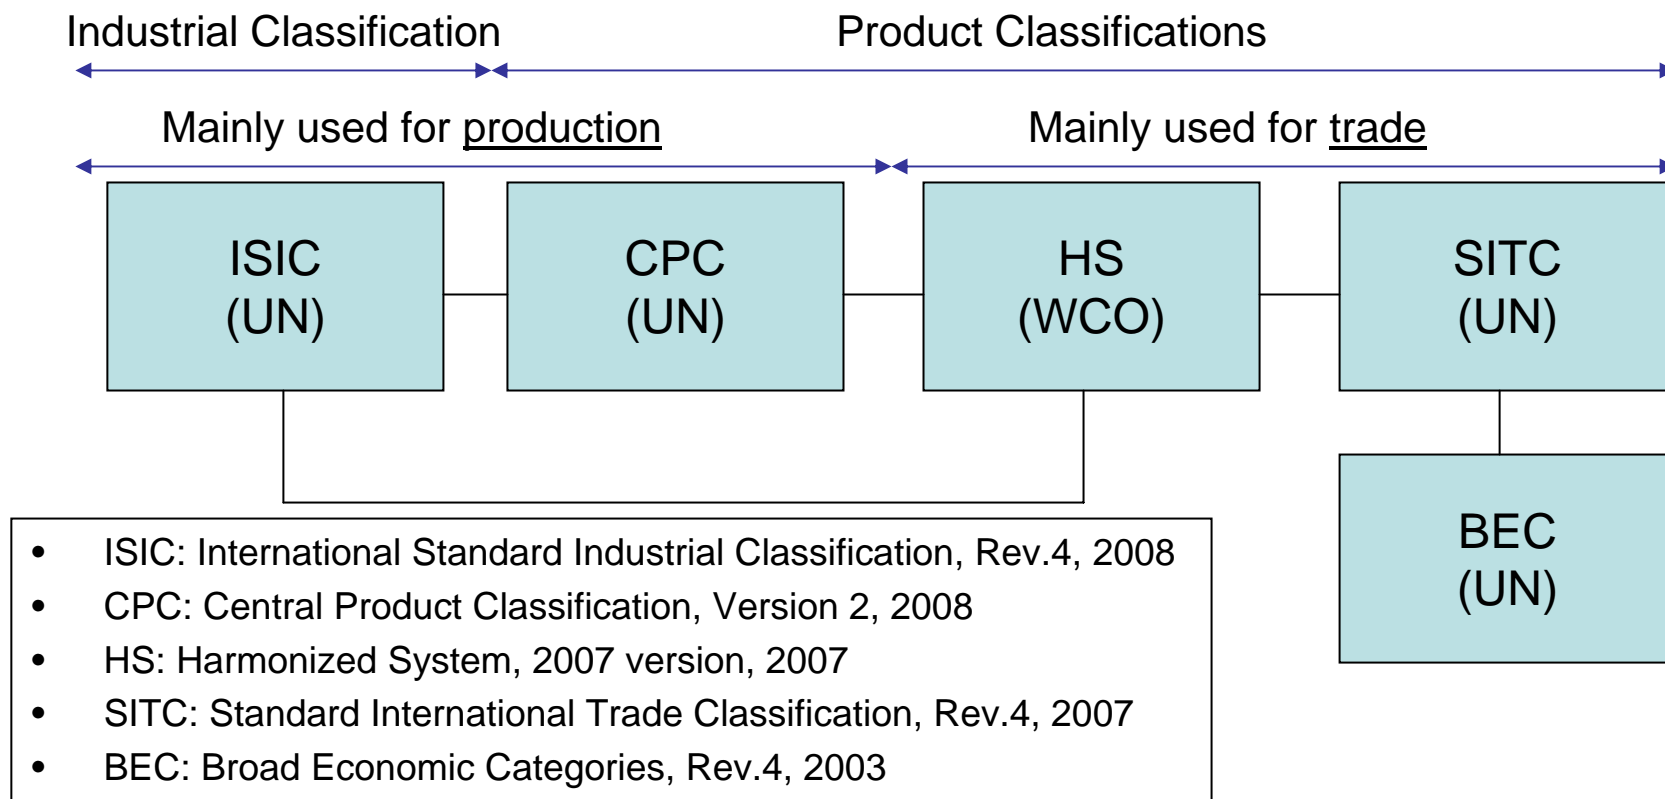 Industrial Classification
Product Classifications
Mainly used for production
Mainly used for trade
ISIC
(UN)
CPC
(UN)
HS
(WCO)
SITC
(UN)
BEC
(UN)
• ISIC: International Standard Industrial Classification, Rev.4, 2008
• CPC: Central Product Classification, Version 2, 2008
• HS: Harmonized System, 2007 version, 2007
• SITC: Standard International Trade Classification, Rev.4, 2007
• BEC: Broad Economic Categories, Rev.4, 2003